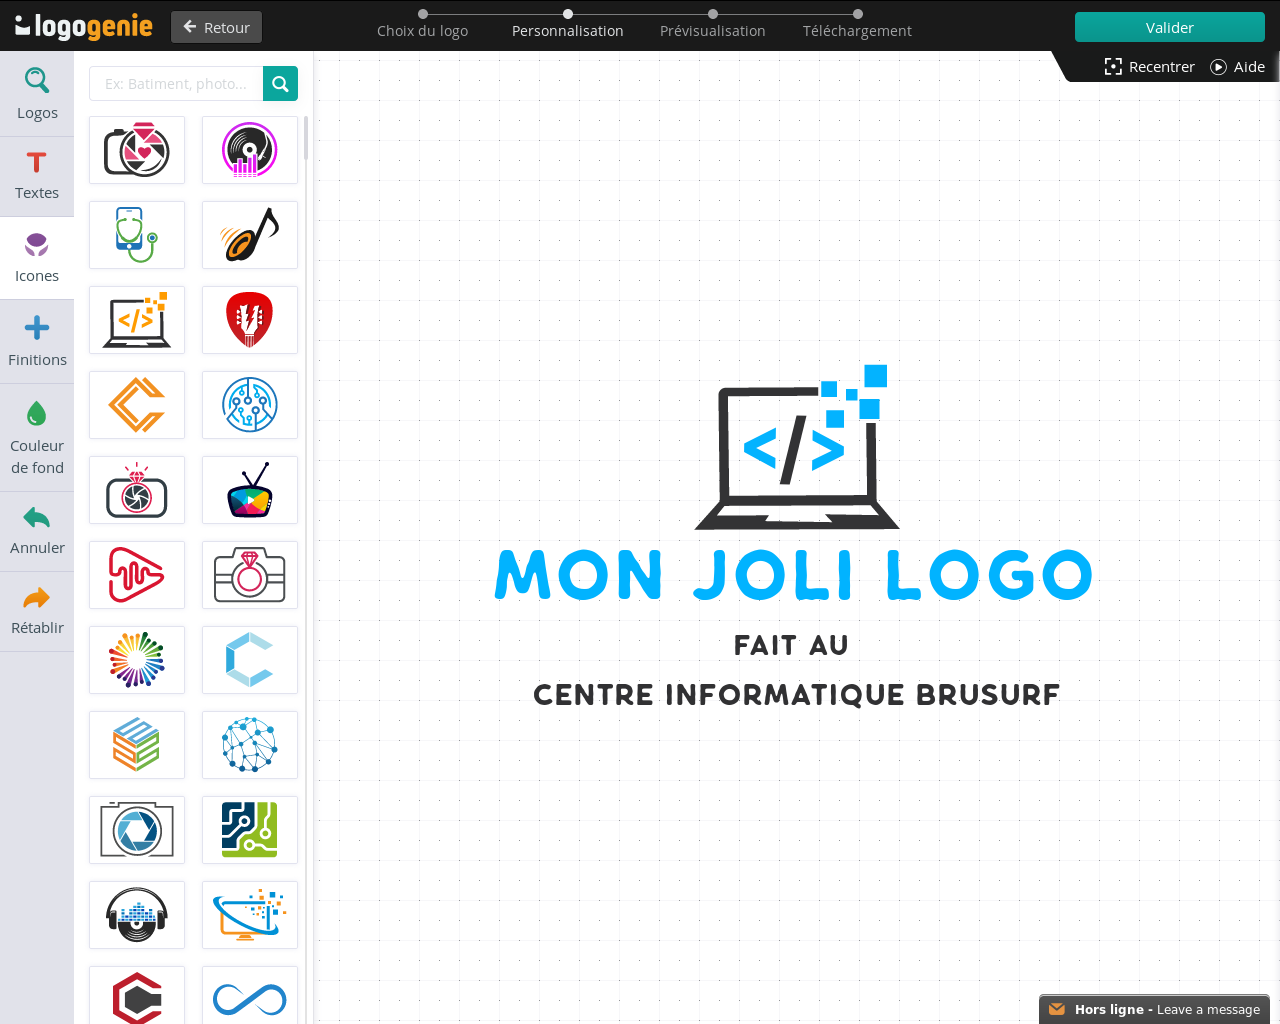 logogenie
Retour
Choix du logo
Personnalisation
Prévisualisation
Téléchargement
Valider
Recentrer
Aide
Logos
Textes
Icones
Finitions
Couleur
de fond
Annuler
Rétablir
Ex: Batiment, photo...
</>
</>
MON JOLI LOGO
FAIT AU
CENTRE INFORMATIQUE BRUSURF
Hors ligne - Leave a message